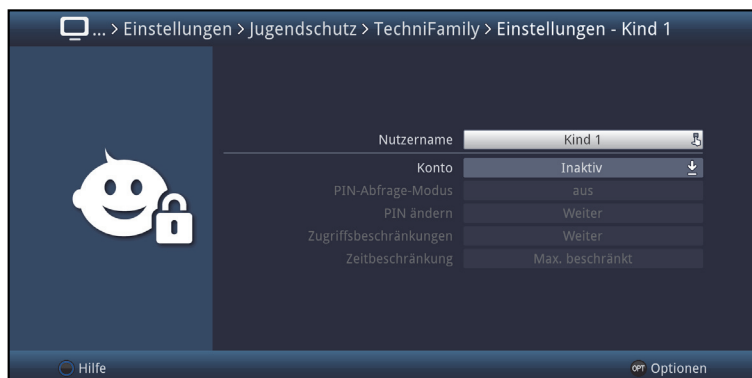 ... > Einstellungen > Jugendschutz > TechniFamily > Einstellungen - Kind 1
Nutzername Kind 1
Konto Inaktiv
PIN-Abfrage-Modus aus
PIN ändern Weiter
Zugriffsbeschränkungen Weiter
Zeitbeschränkung Max. beschränkt
Hilfe OPT Optionen